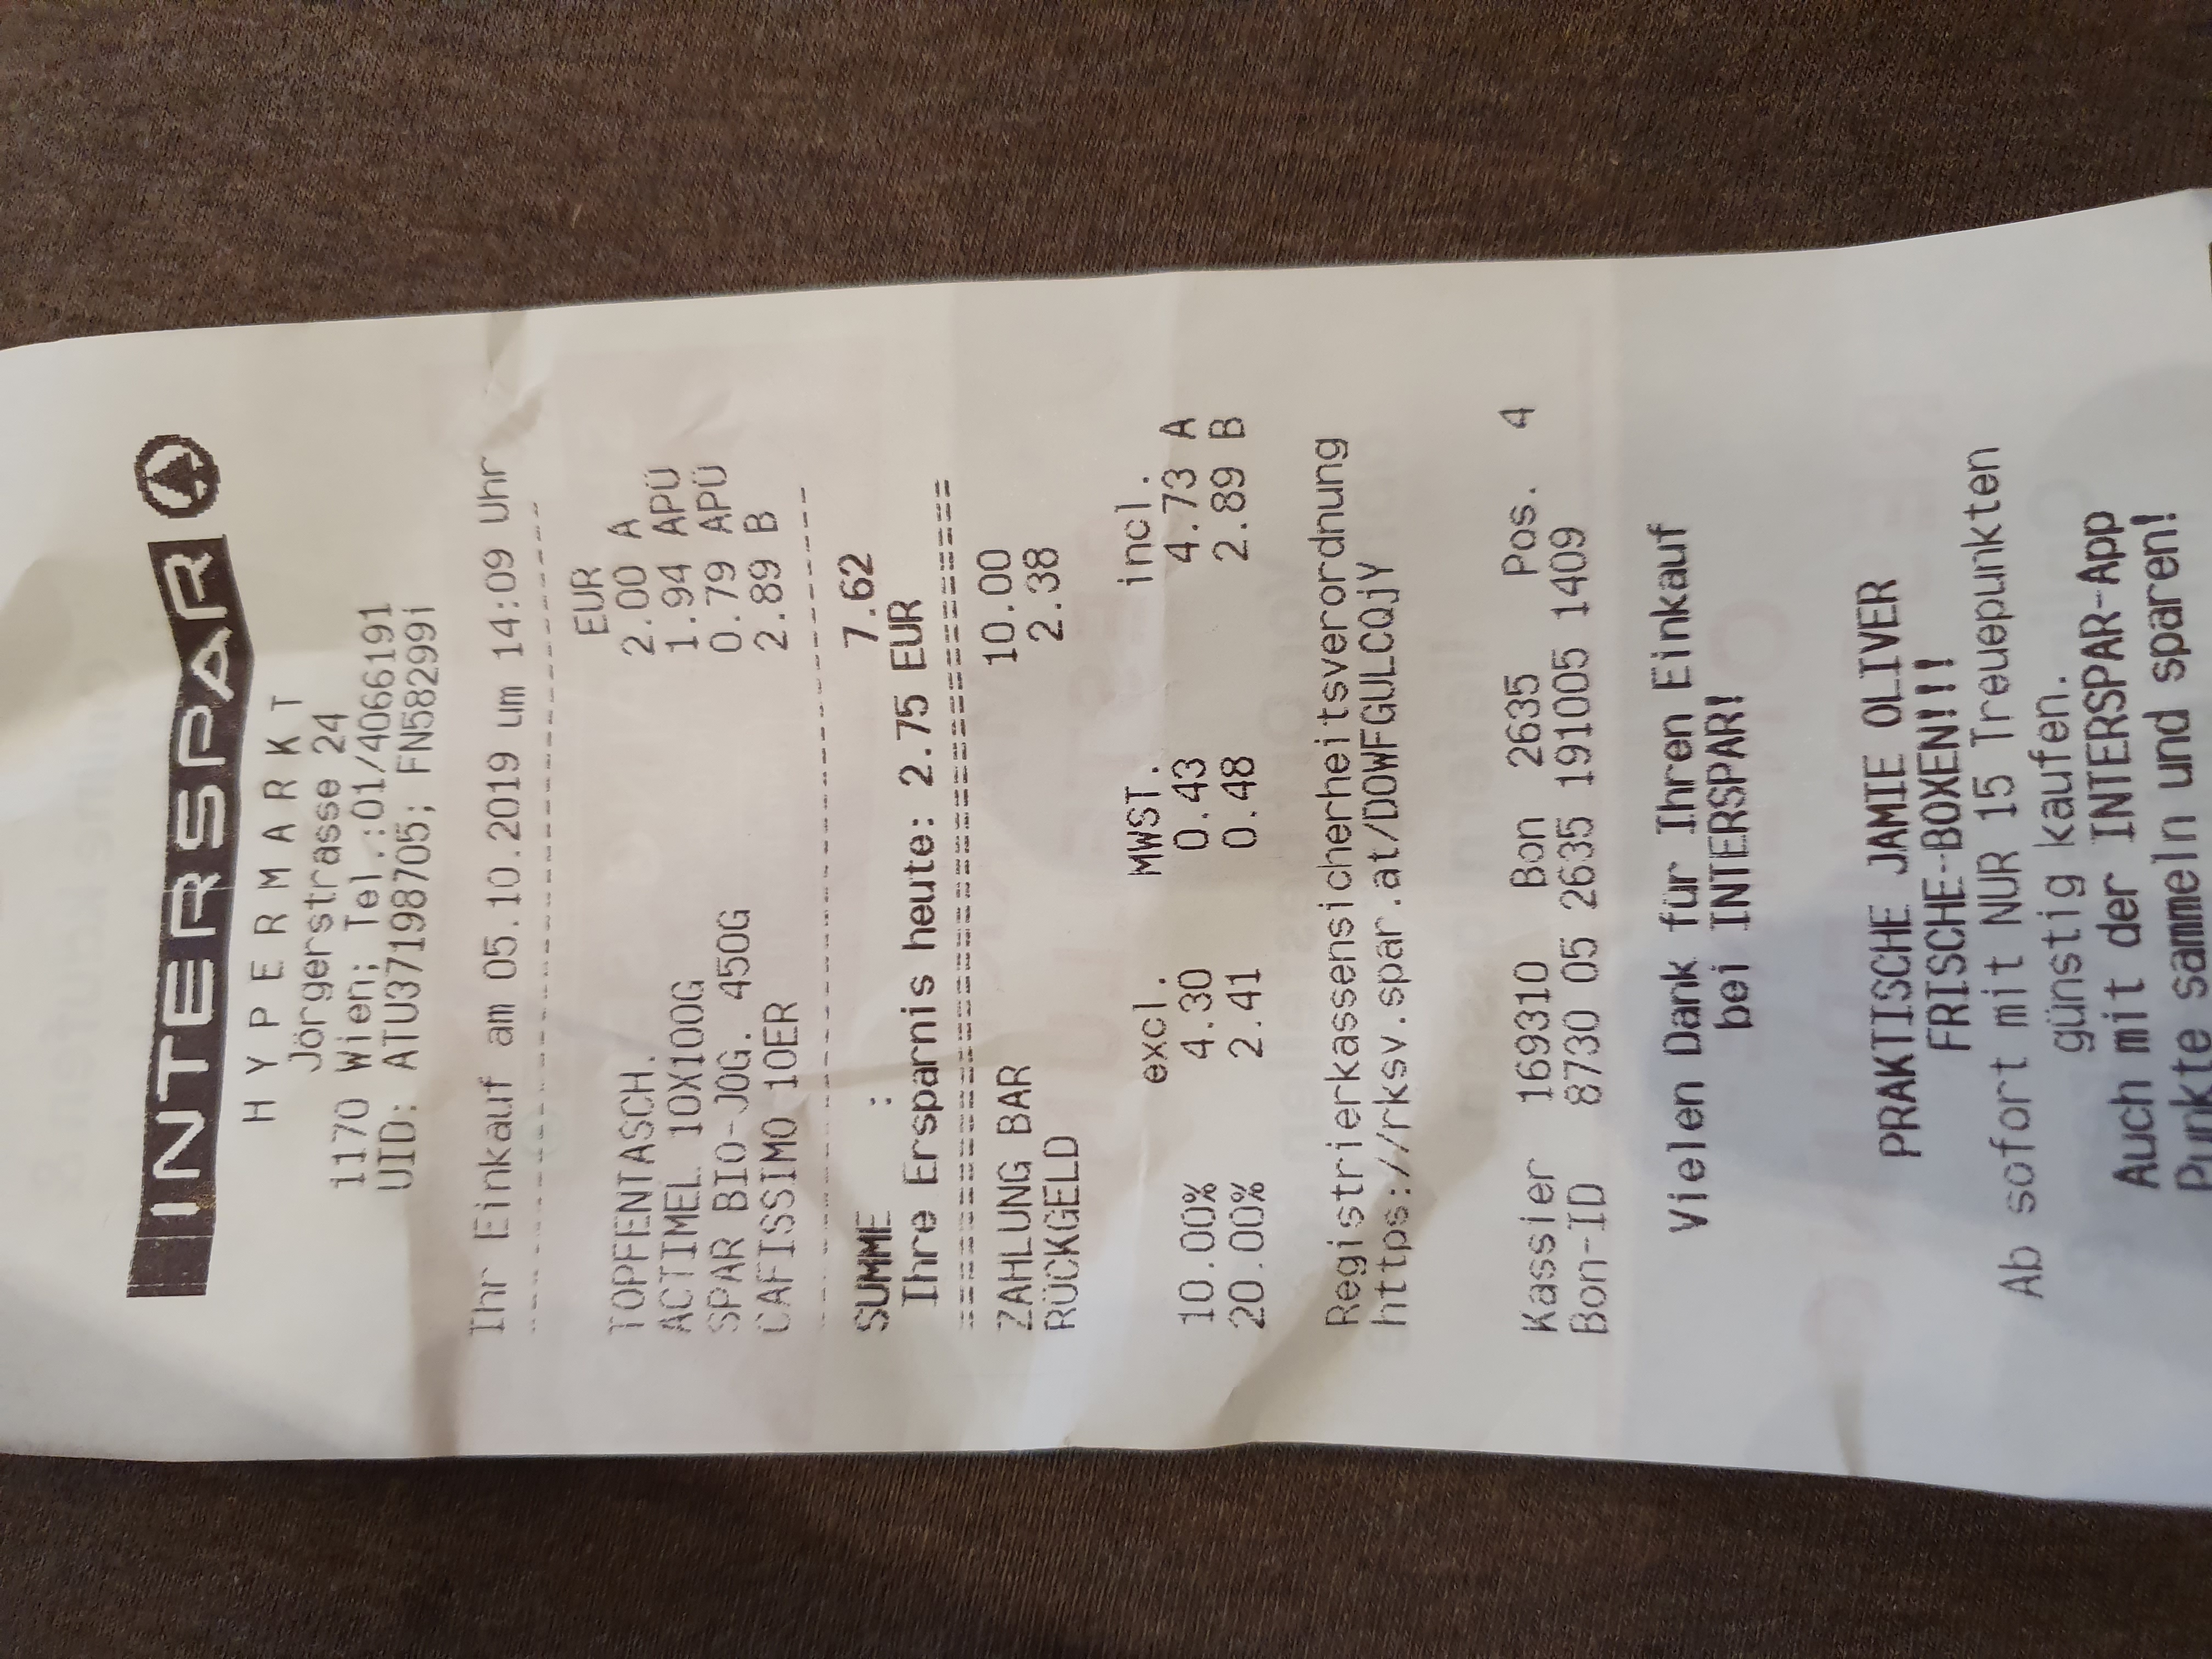 INTERSPAR
HYPERMARKT
Jörgerstrasse 24
1170 Wien; Tel.:01/4066191
UID: ATU37198705; FN58299i
Ihr Einkauf am 05.10.2019 um 14:09 Uhr
EUR
TOPFENTASCH. 2.00 A
ACTIMEL 10X100G 1.94 APÜ
SPAR BIO-JOG. 450G 0.79 APÜ
CAFISSIMO 10ER 2.89 B
SUMME : 7.62
Ihre Ersparnis heute: 2.75 EUR
ZAHLUNG BAR 10.00
RÜCKGELD 2.38
excl. MWST. incl.
10.00% 4.30 0.43 4.73 A
20.00% 2.41 0.48 2.89 B
Registrierkassensicherheitsverordnung
https://rksv.spar.at/DOWFGULCQjY
Kassier 169310 Bon 2635 Pos. 4
Bon-ID 8730 05 2635 191005 1409
Vielen Dank für Ihren Einkauf
bei INTERSPAR!
PRAKTISCHE JAMIE OLIVER
FRISCHE-BOXEN!!!
Ab sofort mit NUR 15 Treuepunkten
günstig kaufen.
Auch mit der INTERSPAR-App
Punkte sammeln und sparen!